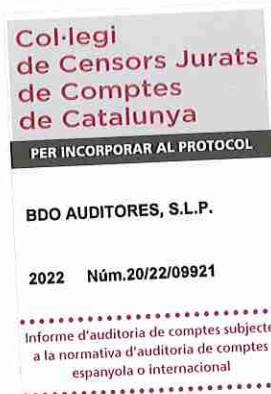 Col·legi
de Censors Jurats
de Comptes
de Catalunya
PER INCORPORAR AL PROTOCOL
BDO AUDITORES, S.L.P.
2022 Núm.20/22/09921
Informe d'auditoria de comptes subjecte
a la normativa d'auditoria de comptes
espanyola o internacional